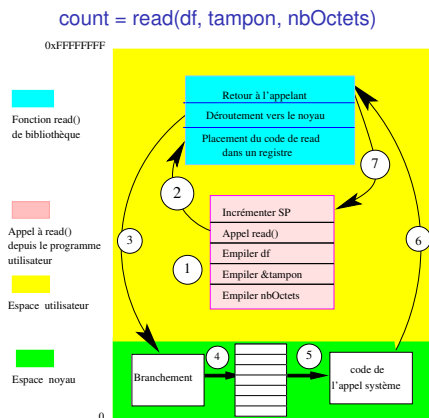 count = read(df, tampon, nbOctets)
0xFFFFFFFF
Fonction read()
de bibliothèque
Appel à read()
depuis le programme
utilisateur
Espace utilisateur
Espace noyau
Retour à l'appelant
Déroutement vers le noyau
Placement du code de read
dans un registre
2
7
3
6
1
Incrémenter SP
Appel read()
Empiler df
Empiler &tampon
Empiler nbOctets
4
5
Branchement
code de
l'appel système
0